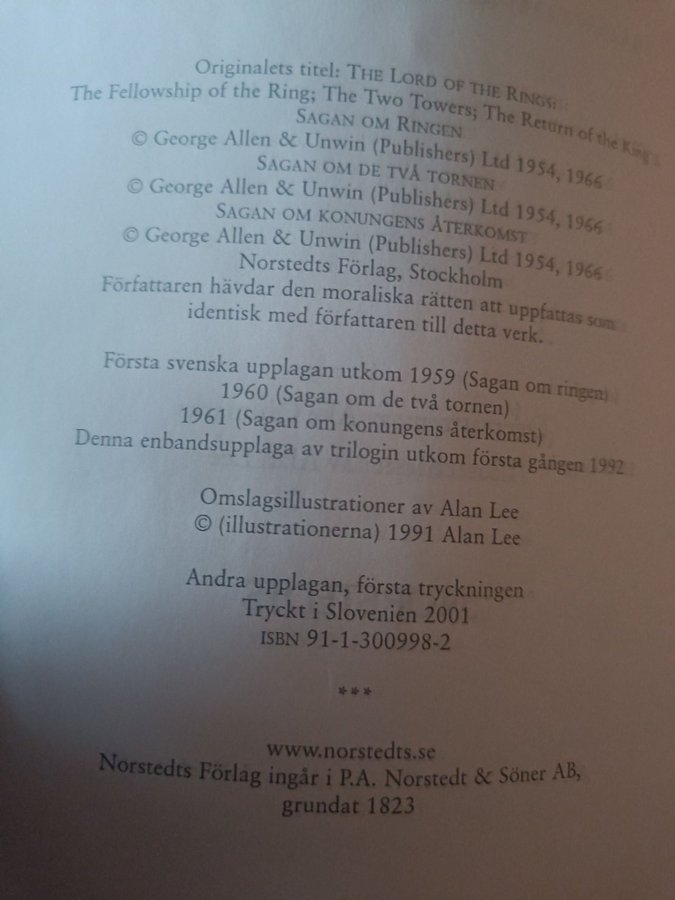 Originalets titel: THE LORD OF THE RINGS:
The Fellowship of the Ring; The Two Towers; The Return of the King
SAGAN OM RINGEN
© George Allen & Unwin (Publishers) Ltd 1954, 1966
SAGAN OM DE TVÅ TORNEN
© George Allen & Unwin (Publishers) Ltd 1954, 1966
SAGAN OM KONUNGENS ÅTERKOMST
© George Allen & Unwin (Publishers) Ltd 1954, 1966
Norstedts Förlag, Stockholm
Författaren hävdar den moraliska rätten att uppfattas som
identisk med författaren till detta verk.
Första svenska upplagan utkom 1959 (Sagan om ringen)
1960 (Sagan om de två tornen)
1961 (Sagan om konungens återkomst)
Denna enbandsupplaga av trilogin utkom första gången 1992
Omslagsillustrationer av Alan Lee
© (illustrationerna) 1991 Alan Lee
Andra upplagan, första tryckningen
Tryckt i Slovenien 2001
ISBN 91-1-300998-2
***
www.norstedts.se
Norstedts Förlag ingår i P.A. Norstedt & Söner AB,
grundat 1823